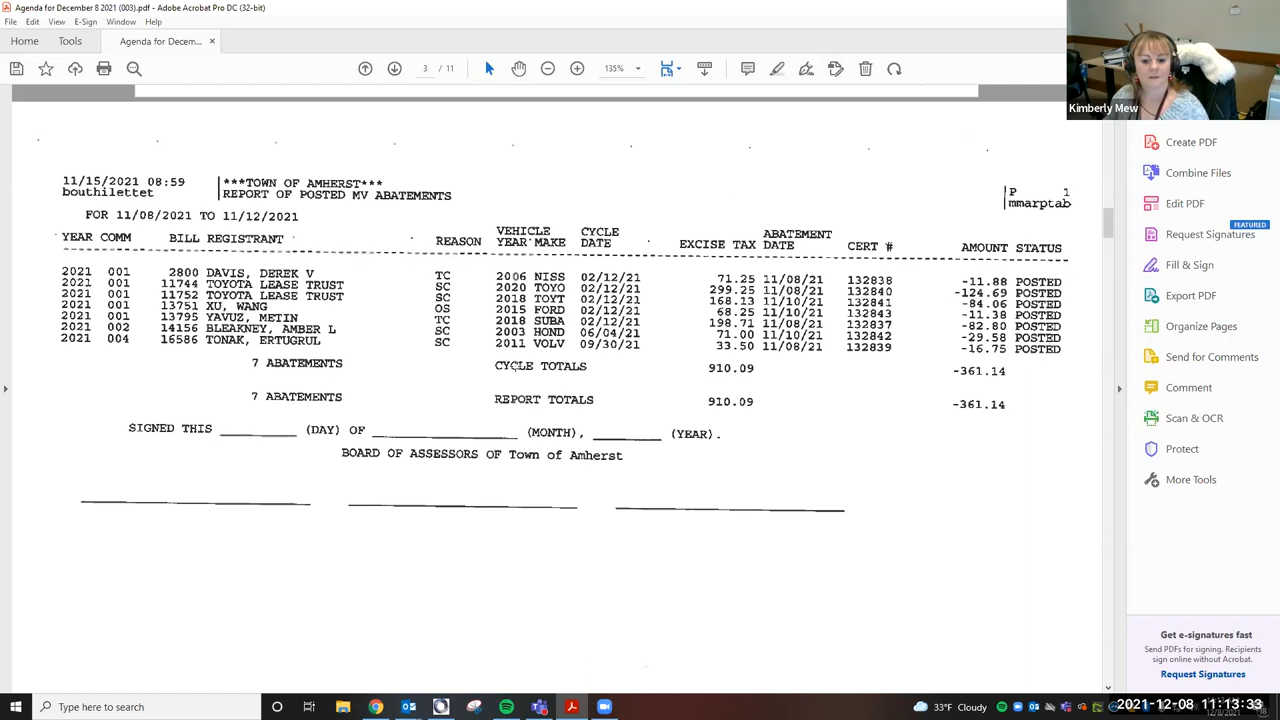 Agenda for December 8 2021 (003).pdf - Adobe Acrobat Pro DC (32-bit)
File Edit View E-Sign Window Help
Home Tools Agenda for Decem... ×
3 / 11 135%
Kimberly Mew
11/15/2021 08:59 ***TOWN OF AMHERST*** P 1
bouthilettet REPORT OF POSTED MV ABATEMENTS mmarptab
FOR 11/08/2021 TO 11/12/2021
VEHICLE CYCLE ABATEMENT
YEAR COMM BILL REGISTRANT REASON YEAR MAKE DATE EXCISE TAX DATE CERT # AMOUNT STATUS
2021 001 2800 DAVIS, DEREK V TC 2006 NISS 02/12/21 71.25 11/08/21 132838 -11.88 POSTED
2021 001 11744 TOYOTA LEASE TRUST SC 2020 TOYO 02/12/21 299.25 11/10/21 132840 -124.69 POSTED
2021 001 11752 TOYOTA LEASE TRUST SC 2018 TOYT 02/12/21 168.13 11/10/21 132841 -84.06 POSTED
2021 001 13751 XU, WANG OS 2015 FORD 02/12/21 68.25 11/10/21 132843 -11.38 POSTED
2021 001 13795 YAVUZ, METIN TC 2018 SUBA 02/12/21 198.71 11/08/21 132837 -82.80 POSTED
2021 002 14156 BLEAKNEY, AMBER L SC 2003 HOND 06/04/21 71.00 11/10/21 132842 -29.58 POSTED
2021 004 16586 TONAK, ERTUGRUL SC 2011 VOLV 09/30/21 33.50 11/08/21 132839 -16.75 POSTED
7 ABATEMENTS CYCLE TOTALS 910.09 -361.14
7 ABATEMENTS REPORT TOTALS 910.09 -361.14
SIGNED THIS (DAY) OF (MONTH), (YEAR).
BOARD OF ASSESSORS OF Town of Amherst
Create PDF
Combine Files
Edit PDF
FEATURED
Request Signatures
Fill & Sign
Export PDF
Organize Pages
Send for Comments
Comment
Scan & OCR
Protect
More Tools
Get e-signatures fast
Send PDFs for signing. Recipients
sign online without Acrobat.
Request Signatures
Type here to search
33°F Cloudy
2021-12-08 11:13:33
12/8/2021